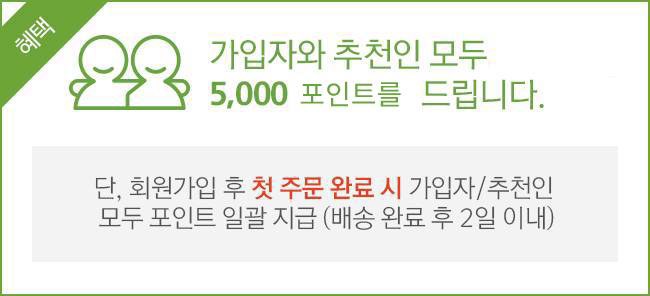 혜택
가입자와 추천인 모두
5,000 포인트를 드립니다.
단, 회원가입 후 첫 주문 완료 시 가입자/추천인
모두 포인트 일괄 지급 (배송 완료 후 2일 이내)